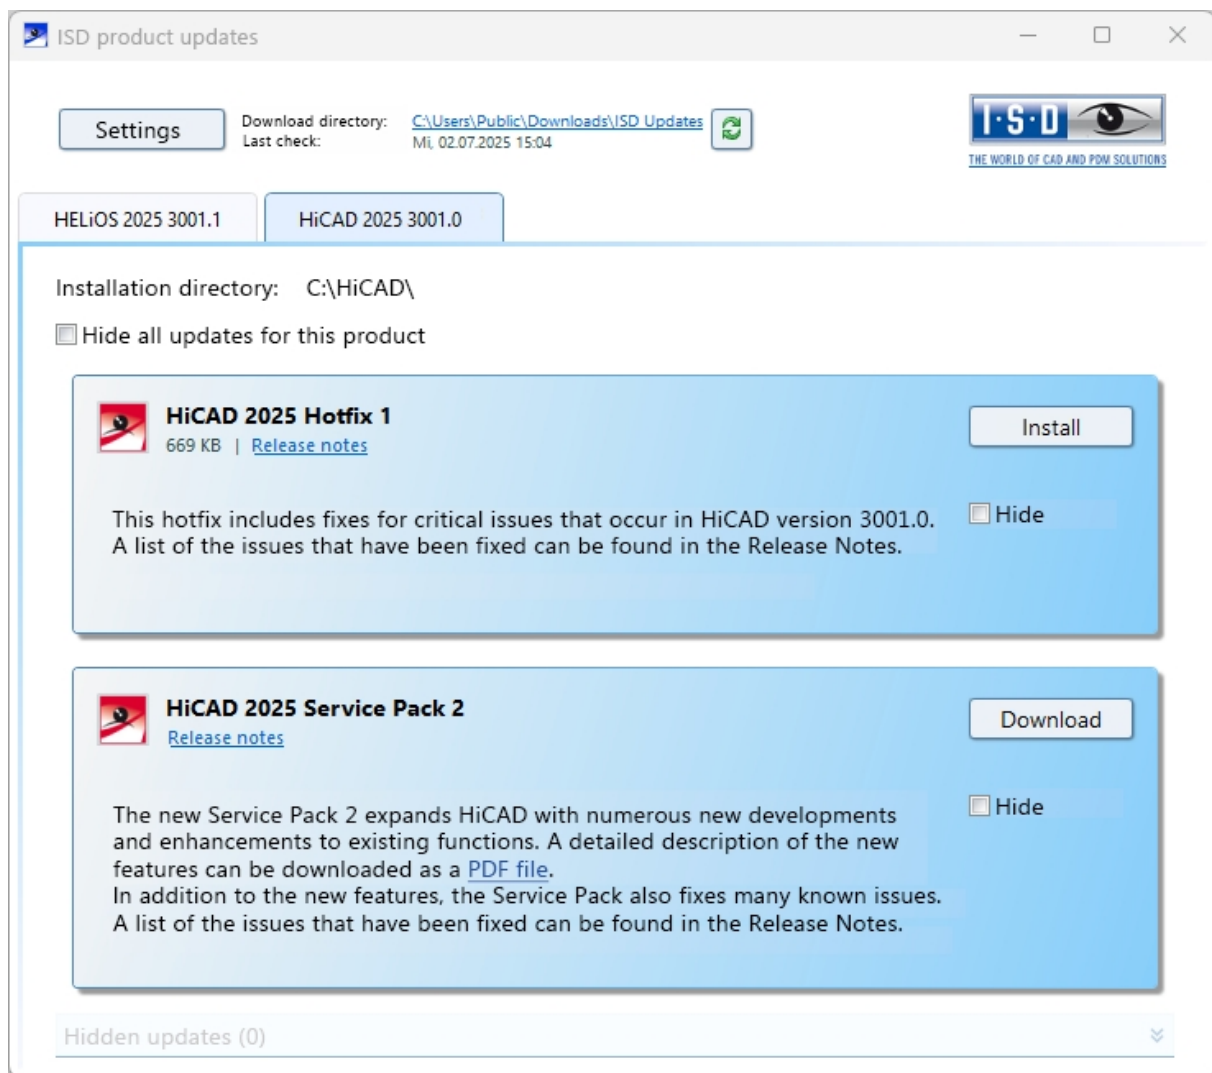 ISD product updates
Settings
Download directory: C:\Users\Public\Downloads\ISD Updates
Last check: Mi, 02.07.2025 15:04
I·S·D
THE WORLD OF CAD AND PDM SOLUTIONS
HELiOS 2025 3001.1 HiCAD 2025 3001.0
Installation directory: C:\HiCAD\
Hide all updates for this product
HiCAD 2025 Hotfix 1
669 KB | Release notes
Install
This hotfix includes fixes for critical issues that occur in HiCAD version 3001.0.
A list of the issues that have been fixed can be found in the Release Notes.
Hide
HiCAD 2025 Service Pack 2
Release notes
Download
The new Service Pack 2 expands HiCAD with numerous new developments
and enhancements to existing functions. A detailed description of the new
features can be downloaded as a PDF file.
In addition to the new features, the Service Pack also fixes many known issues.
A list of the issues that have been fixed can be found in the Release Notes.
Hide
Hidden updates (0)